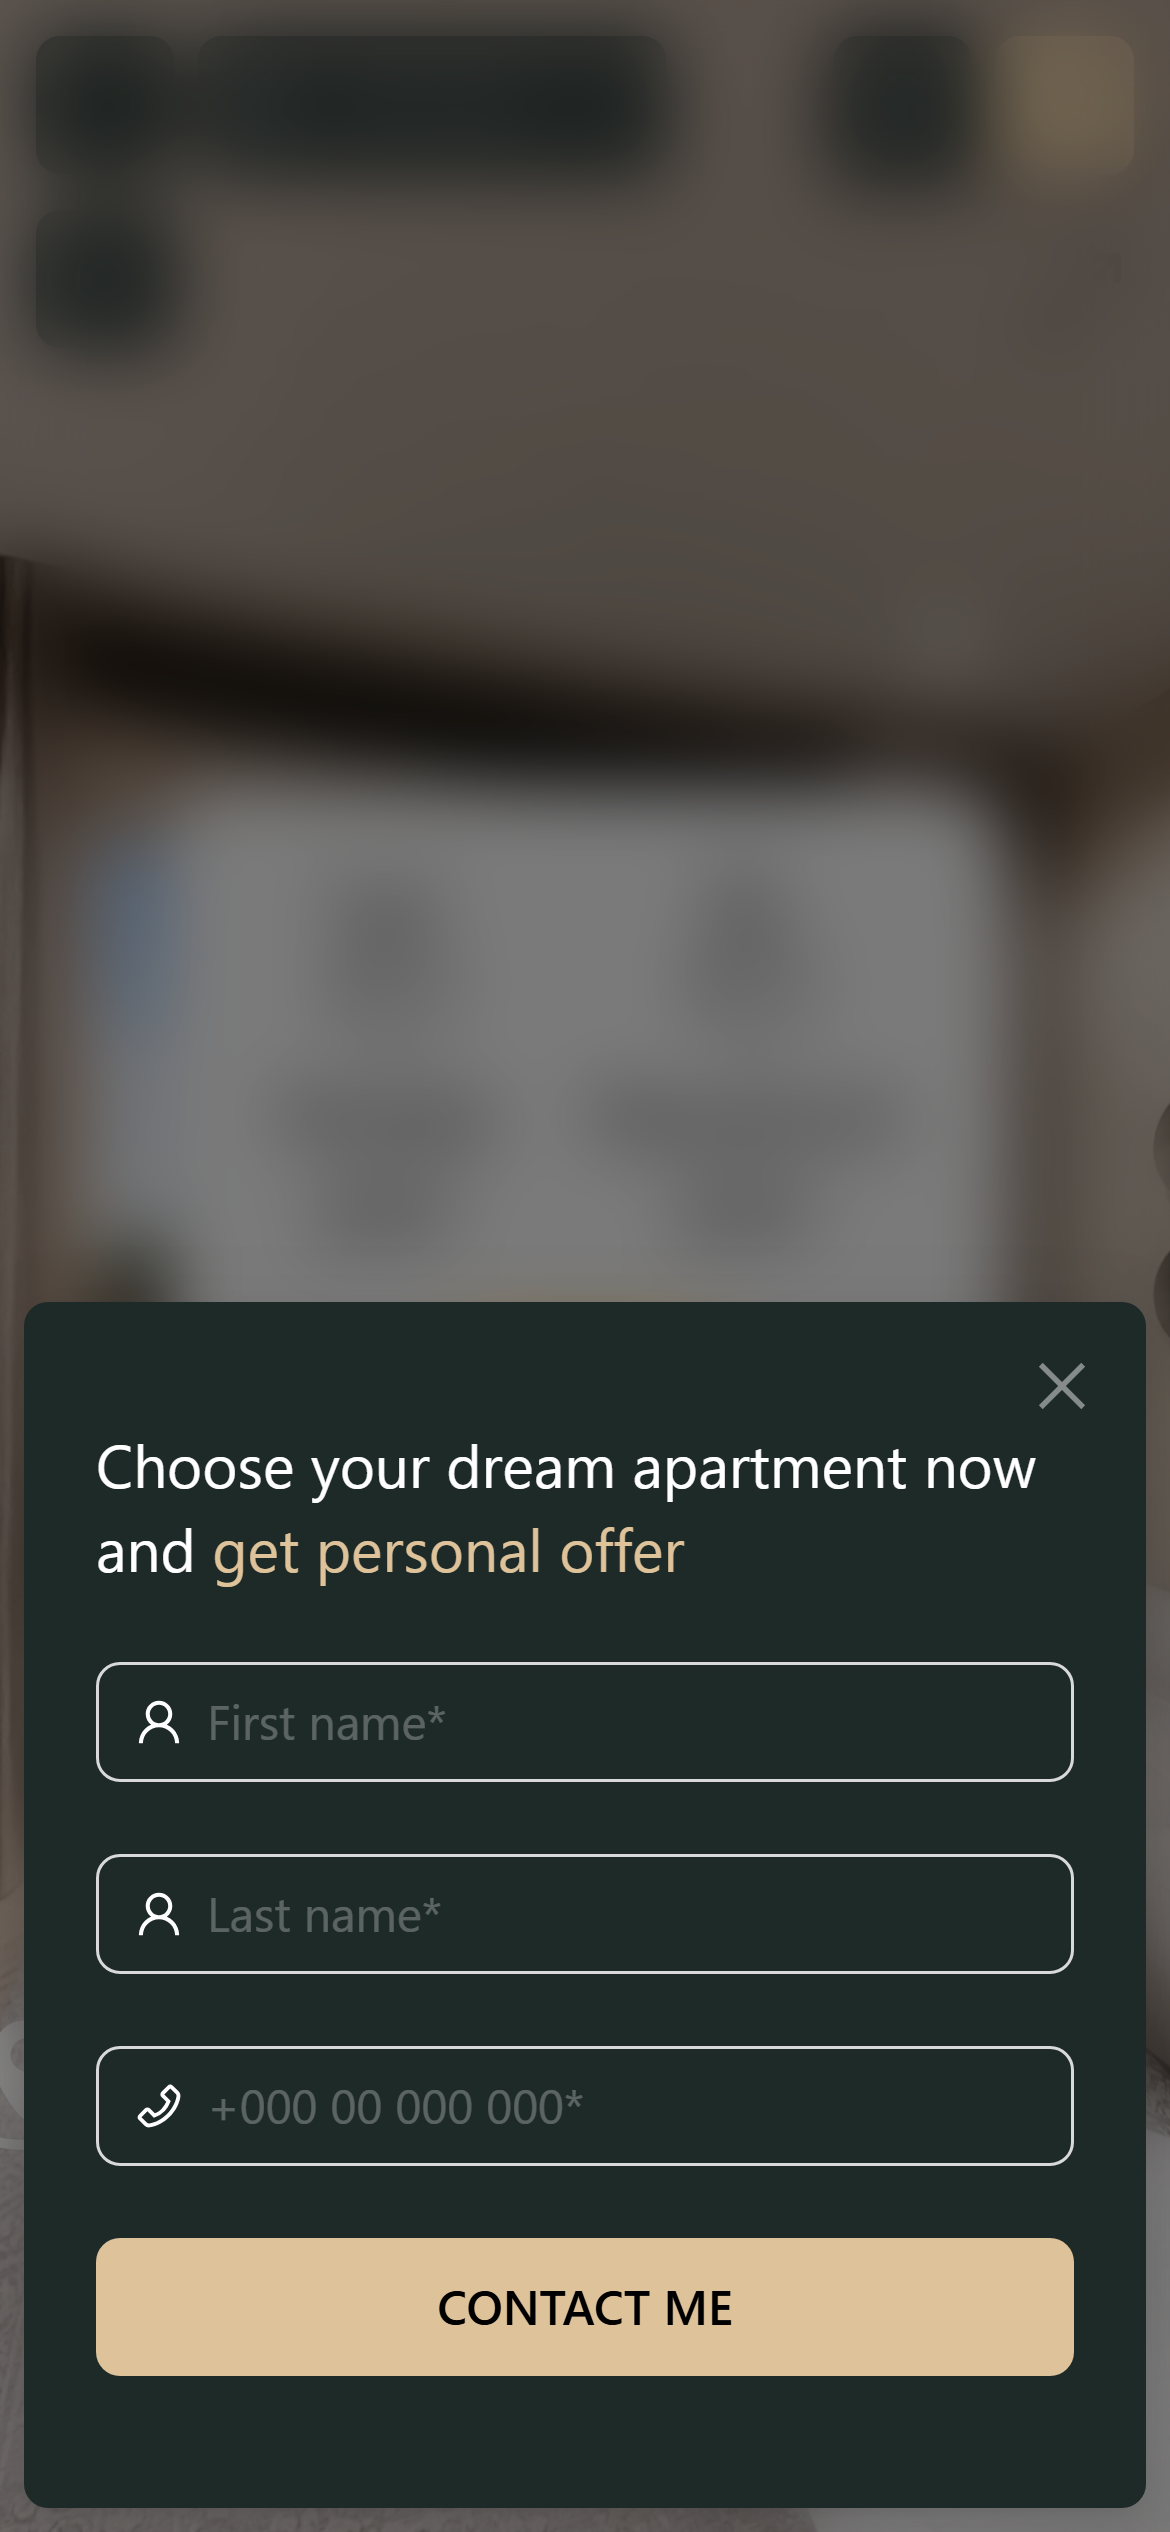 Choose your dream apartment now
and get personal offer
First name*
Last name*
+000 00 000 000*
CONTACT ME